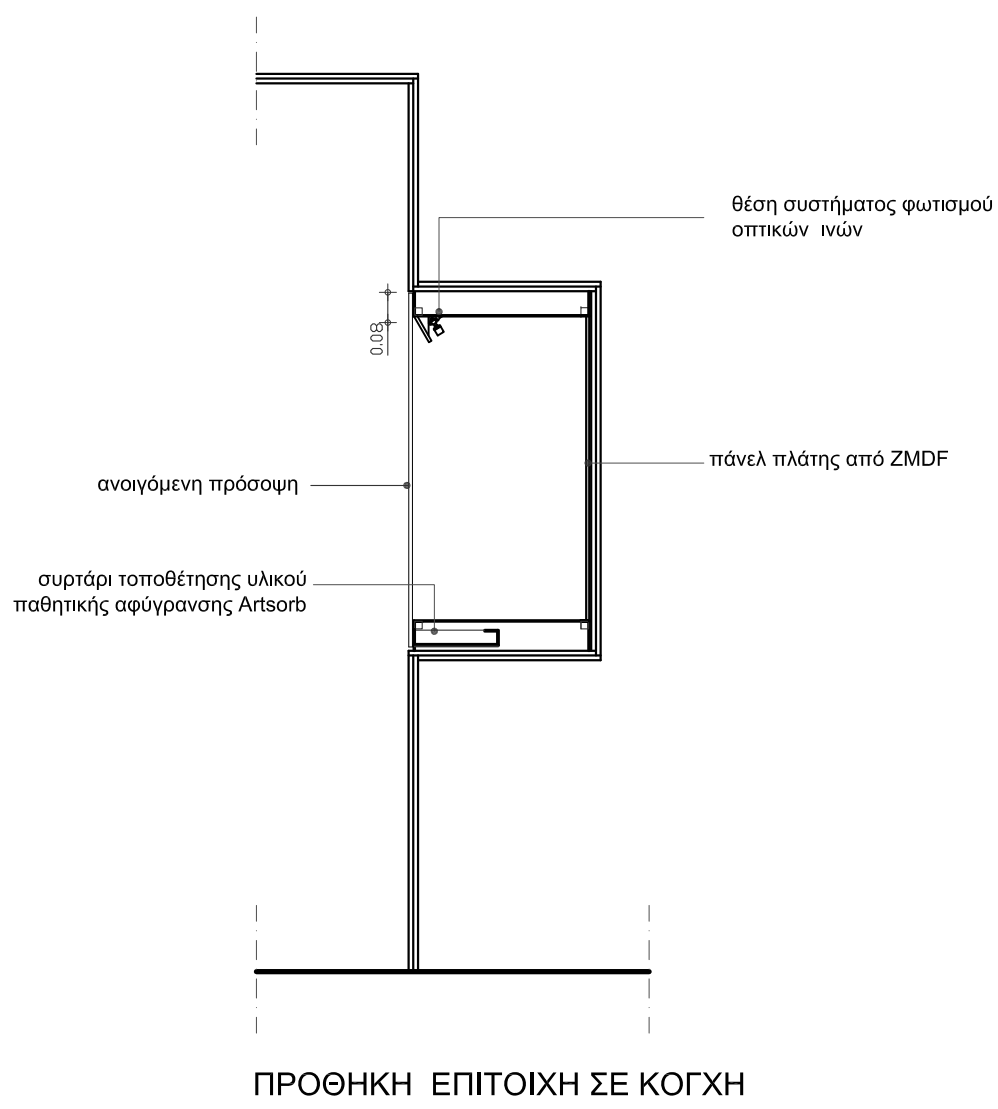 θέση συστήματος φωτισμού
οπτικών ινών
0.08
πάνελ πλάτης από ZMDF
ανοιγόμενη πρόσοψη
συρτάρι τοποθέτησης υλικού
παθητικής αφύγρανσης Artsorb
ΠΡΟΘΗΚΗ ΕΠΙΤΟΙΧΗ ΣΕ ΚΟΓΧΗ